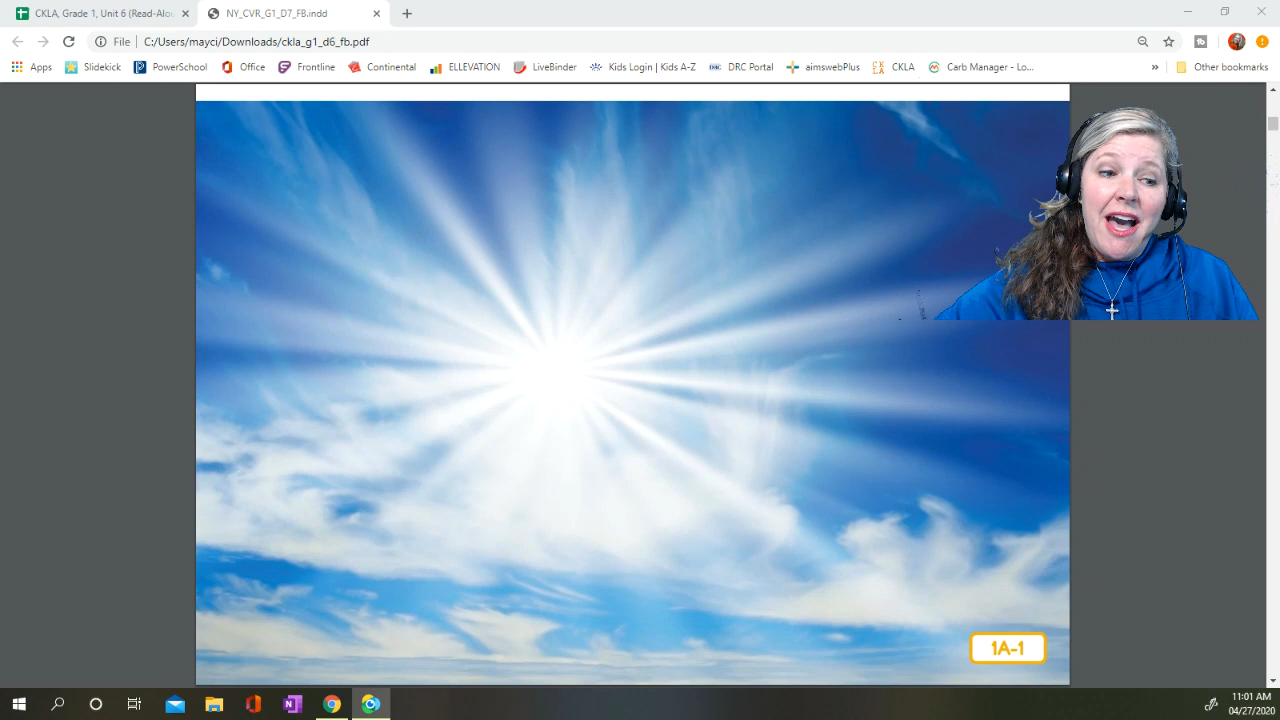 CKLA, Grade 1, Unit 6 (Read-Alou
NY_CVR_G1_D7_FB.indd
File
C:/Users/mayci/Downloads/ckla_g1_d6_fb.pdf
Apps
Sidekick
PowerSchool
Office
Frontline
Continental
ELLEVATION
LiveBinder
Kids Login | Kids A-Z
DRC Portal
aimswebPlus
CKLA
Carb Manager - Lo...
»
Other bookmarks
1A-1
11:01 AM
04/27/2020